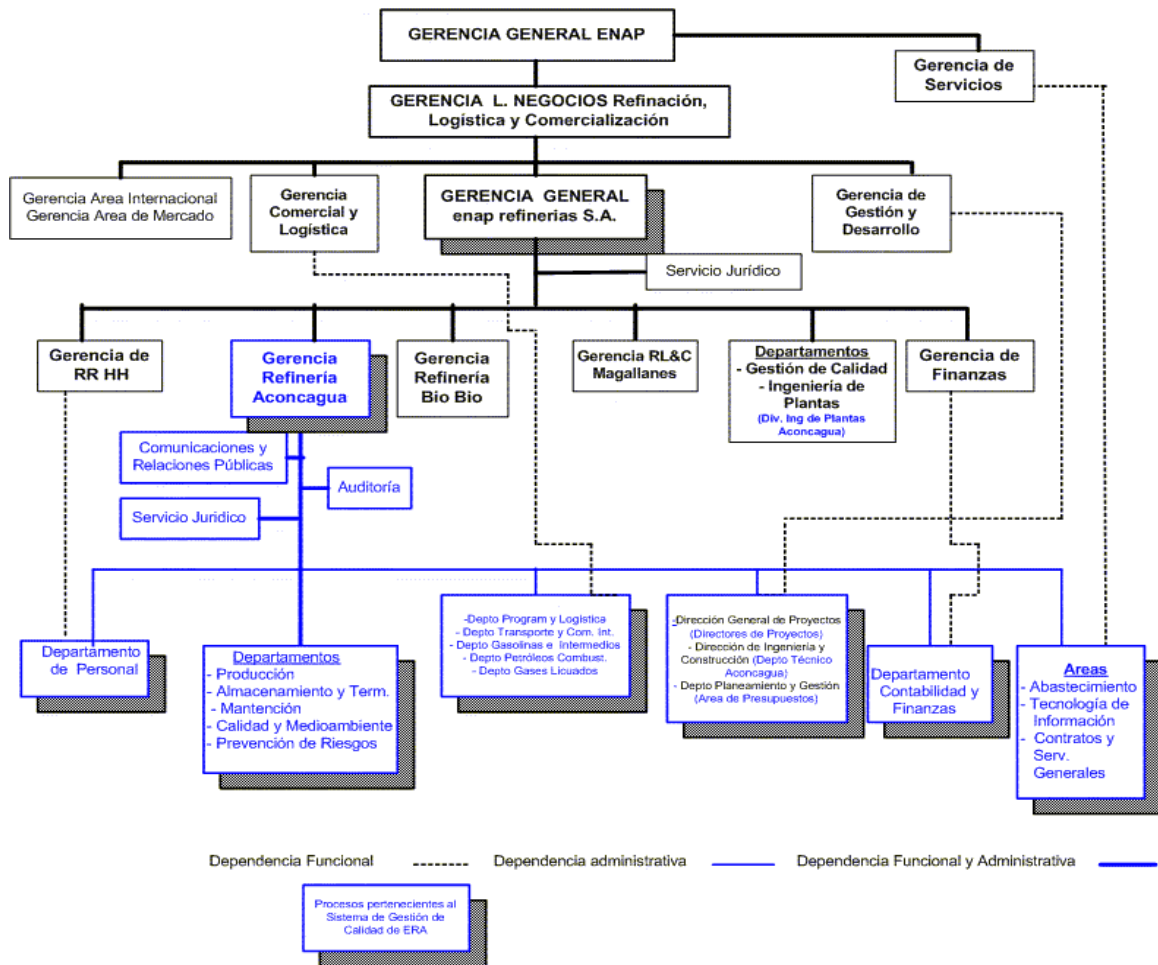 GERENCIA GENERAL ENAP
Gerencia de
Servicios
GERENCIA L. NEGOCIOS Refinación,
Logística y Comercialización
Gerencia Area Internacional
Gerencia Area de Mercado
Gerencia
Comercial y
Logística
GERENCIA GENERAL
enap refinerias S.A.
Gerencia de
Gestión y
Desarrollo
Servicio Jurídico
Gerencia de
RR HH
Gerencia
Refinería
Aconcagua
Gerencia
Refinería
Bio Bio
Gerencia RL&C
Magallanes
Departamentos
- Gestión de Calidad
- Ingeniería de
Plantas
(Div. Ing de Plantas
Aconcagua)
Gerencia de
Finanzas
Comunicaciones y
Relaciones Públicas
Auditoría
Servicio Juridico
Departamento
de Personal
Departamentos
- Producción
- Almacenamiento y Term.
- Mantención
- Calidad y Medioambiente
- Prevención de Riesgos
-Depto Program y Logística
- Depto Transporte y Com. Int.
- Depto Gasolinas e Intermedios
- Depto Petróleos Combust.
- Depto Gases Licuados
-Dirección General de Proyectos
(Directores de Proyectos)
- Dirección de Ingeniería y
Construcción (Depto Técnico
Aconcagua)
- Depto Planeamiento y Gestión
(Area de Presupuestos)
Departamento
Contabilidad y
Finanzas
Areas
- Abastecimiento
- Tecnología de
Información
- Contratos y
Serv.
Generales
Dependencia Funcional
Dependencia administrativa
Dependencia Funcional y Administrativa
Procesos pertenecientes al
Sistema de Gestión de
Calidad de ERA